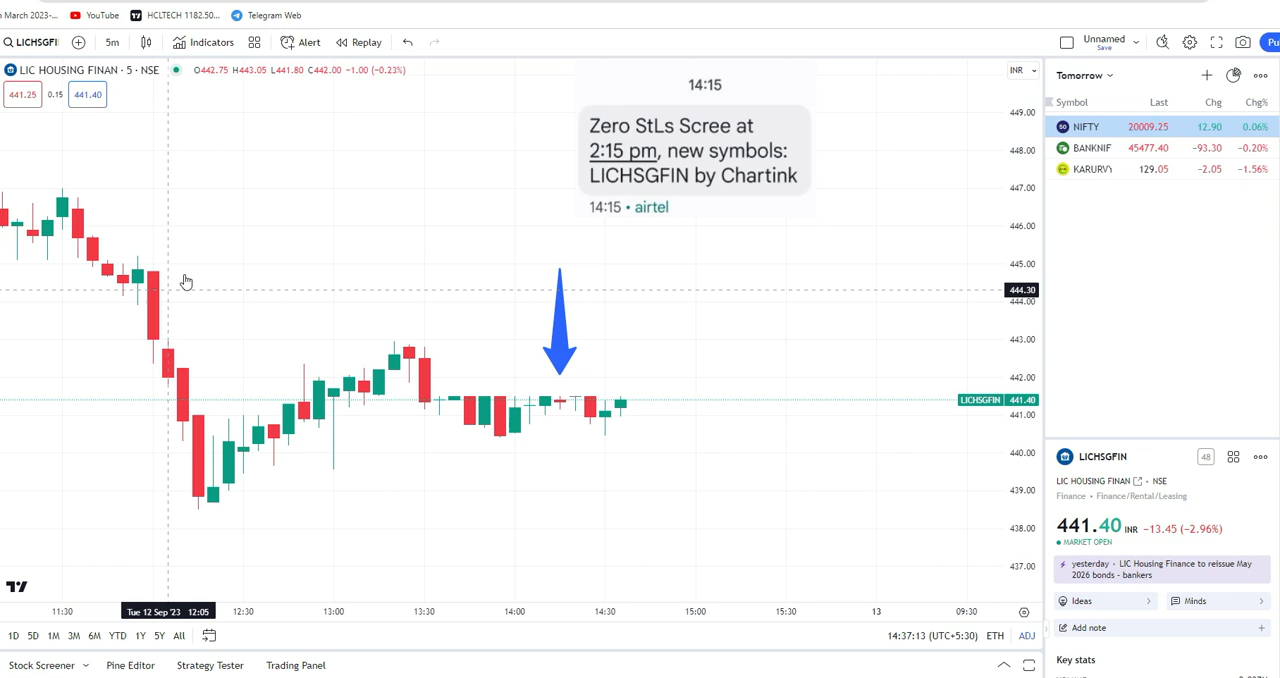 n March 2023-... YouTube HCLTECH 1182.50... Telegram Web
LICHSGFI 5m Indicators Alert Replay Unnamed Save Pu
LIC HOUSING FINAN · 5 · NSE O442.75 H443.05 L441.80 C442.00 −1.00 (−0.23%) INR
441.25 0.15 441.40
14:15
Zero StLs Scree at
2:15 pm, new symbols:
LICHSGFIN by Chartink
14:15 • airtel
449.00
448.00
447.00
446.00
445.00
444.30
444.00
443.00
442.00
LICHSGFIN 441.40
441.00
440.00
439.00
438.00
437.00
11:30 Tue 12 Sep '23 12:05 12:30 13:00 13:30 14:00 14:30 15:00 15:30 13 09:30
1D 5D 1M 3M 6M YTD 1Y 5Y All 14:37:13 (UTC+5:30) ETH ADJ
Stock Screener Pine Editor Strategy Tester Trading Panel
Tomorrow
Symbol Last Chg Chg%
50 NIFTY 20009.25 12.90 0.06%
BANKNIF 45477.40 −93.30 −0.20%
KARURVY 129.05 −2.05 −1.56%
LICHSGFIN 48
LIC HOUSING FINAN • NSE
Finance • Finance/Rental/Leasing
441.40 INR −13.45 (−2.96%)
MARKET OPEN
yesterday • LIC Housing Finance to reissue May
2026 bonds - bankers
Ideas Minds
Add note
Key stats